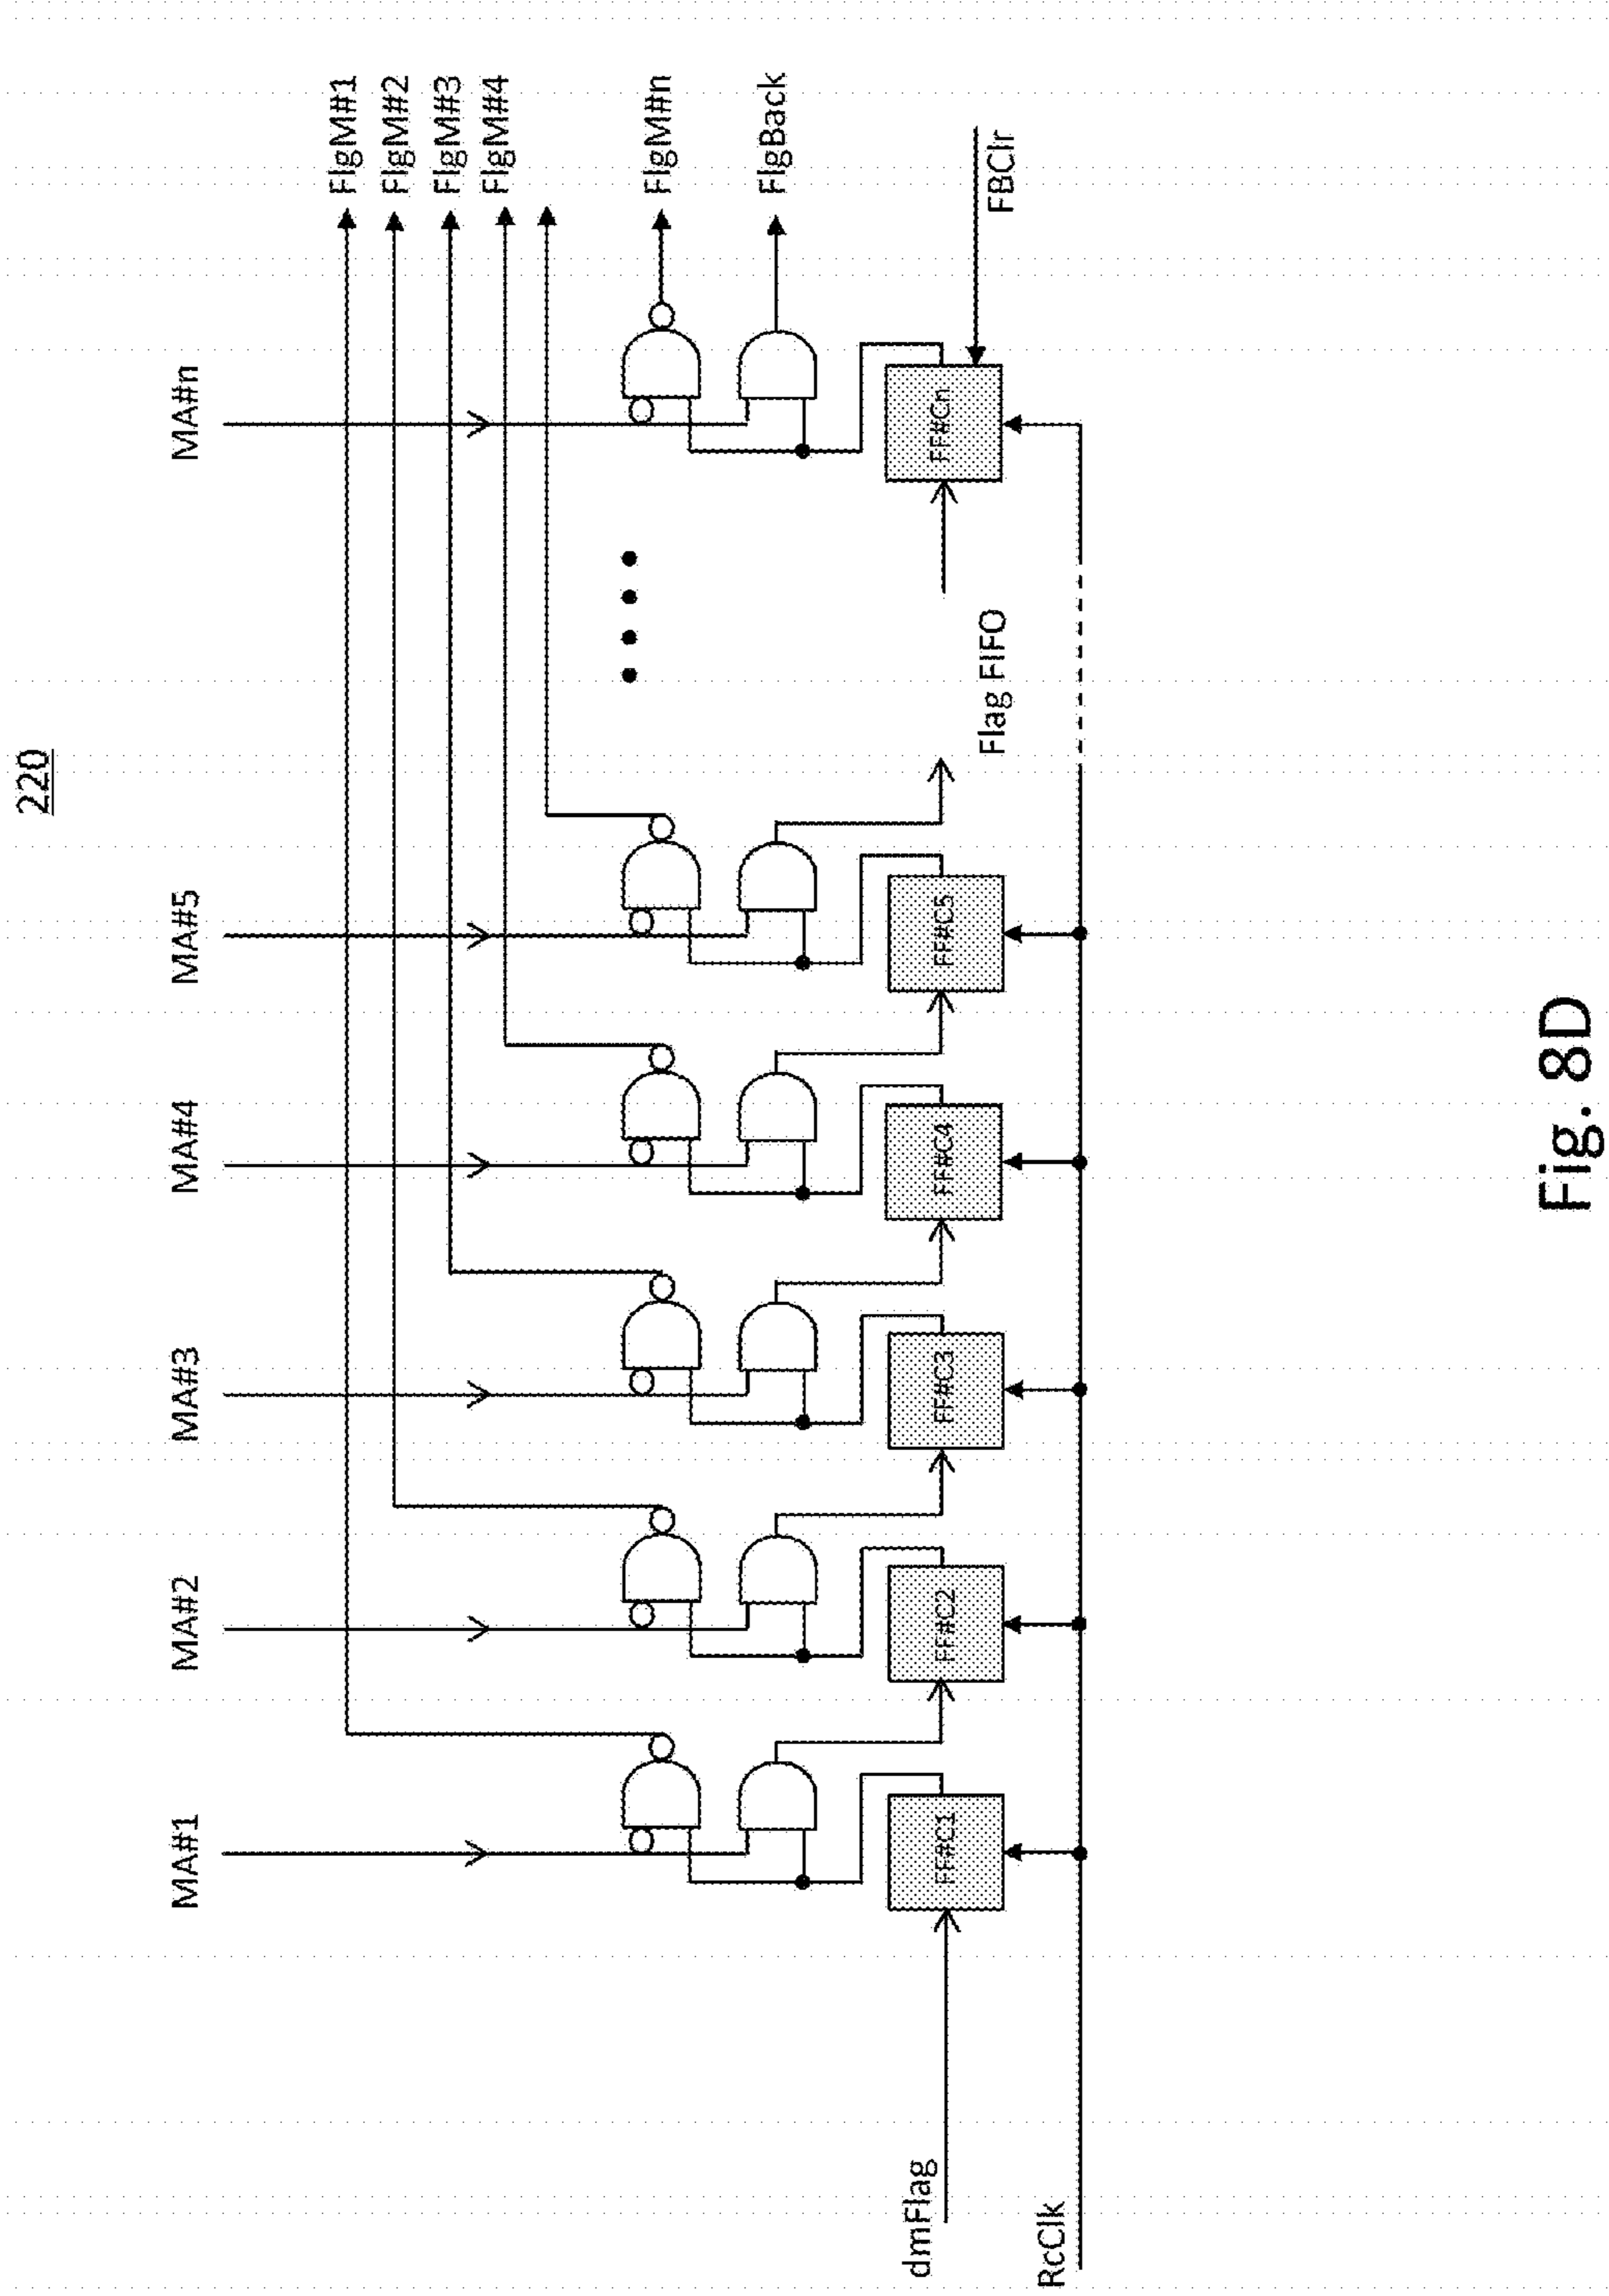 220
MA#1
MA#2
MA#3
MA#4
MA#5
MA#n
FlgM#1
FlgM#2
FlgM#3
FlgM#4
FlgM#n
FlgBack
FF#C1
FF#C2
FF#C3
FF#C4
FF#C5
FF#Cn
dmFlag
Flag FIFO
FBClr
RcClk
Fig. 8D